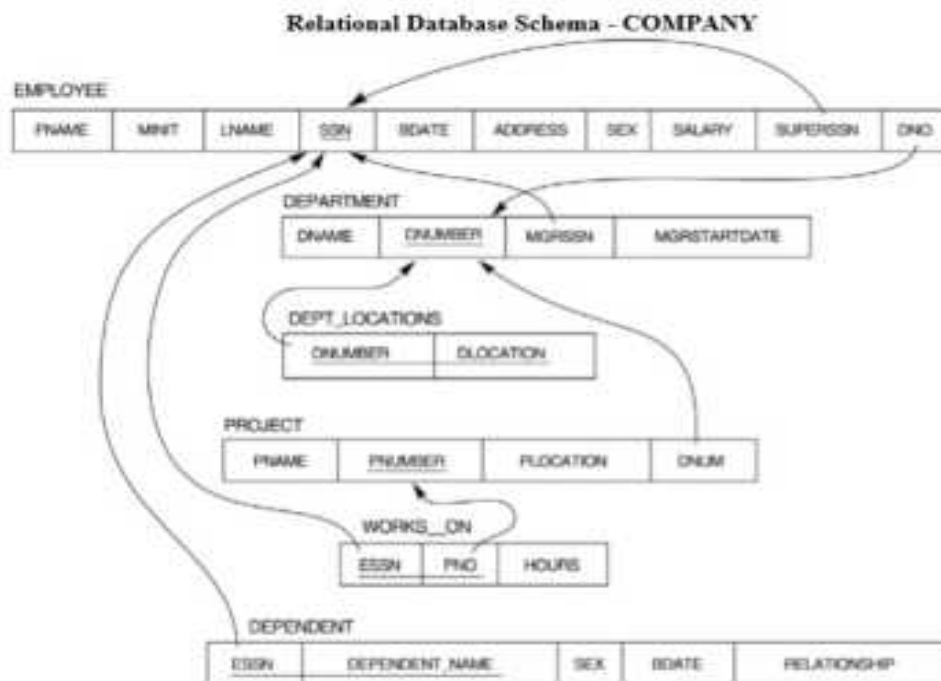 Relational Database Schema - COMPANY
EMPLOYEE
FNAME MINIT LNAME SSN BDATE ADDRESS SEX SALARY SUPERSSN DNO
DEPARTMENT
DNAME DNUMBER MGRSSN MGRSTARTDATE
DEPT_LOCATIONS
DNUMBER DLOCATION
PROJECT
PNAME PNUMBER PLOCATION DNUM
WORKS_ON
ESSN PNO HOURS
DEPENDENT
ESSN DEPENDENT_NAME SEX BDATE RELATIONSHIP